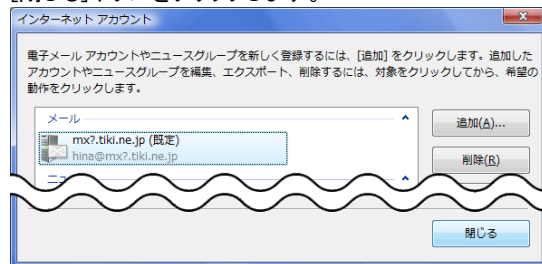 インターネット アカウント
電子メール アカウントやニュースグループを新しく登録するには、[追加] をクリックします。追加した
アカウントやニュースグループを編集、エクスポート、削除するには、対象をクリックしてから、希望の
動作をクリックします。
メール
追加(A)...
mx?.tiki.ne.jp (既定)
hina@mx?.tiki.ne.jp
削除(R)
閉じる